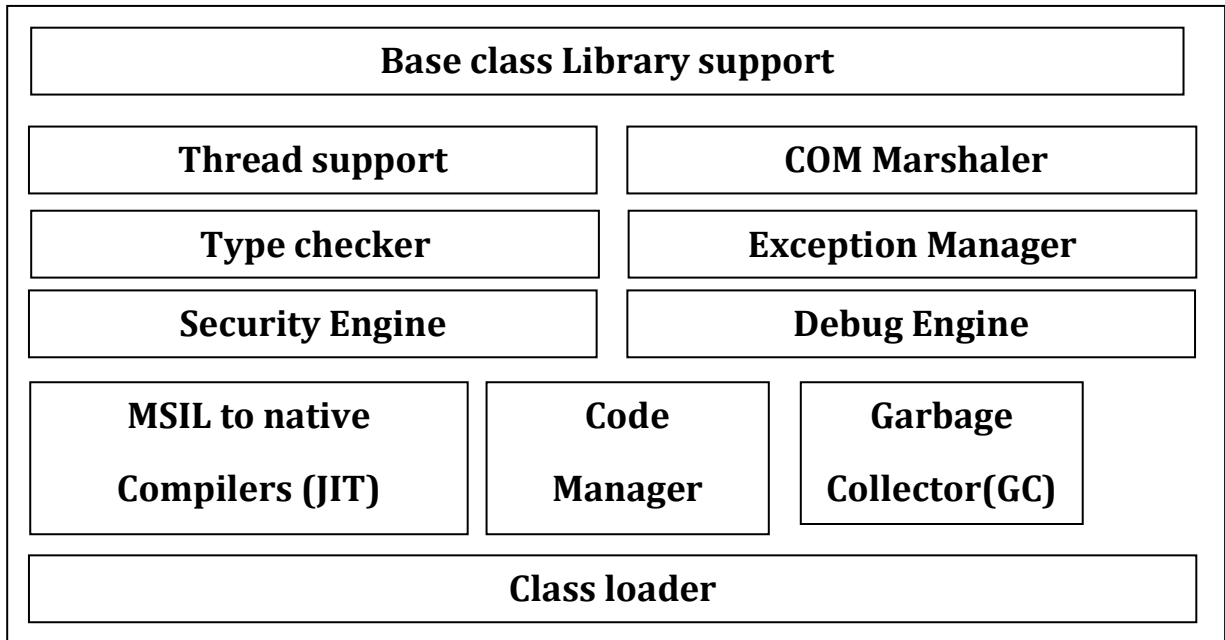 Base class Library support
Thread support
COM Marshaler
Type checker
Exception Manager
Security Engine
Debug Engine
MSIL to native
Compilers (JIT)
Code
Manager
Garbage
Collector(GC)
Class loader